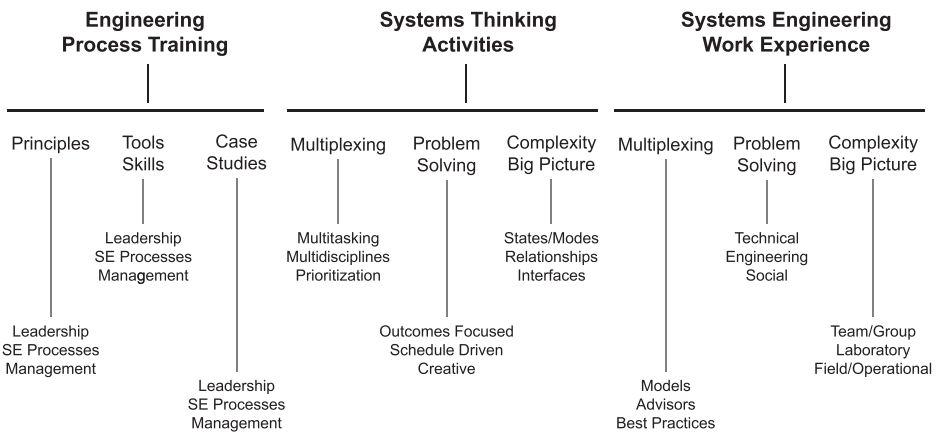 Engineering
Process Training
Principles
Tools
Skills
Case
Studies
Leadership
SE Processes
Management
Leadership
SE Processes
Management
Leadership
SE Processes
Management
Systems Thinking
Activities
Multiplexing
Problem
Solving
Complexity
Big Picture
Multitasking
Multidisciplines
Prioritization
States/Modes
Relationships
Interfaces
Outcomes Focused
Schedule Driven
Creative
Systems Engineering
Work Experience
Multiplexing
Problem
Solving
Complexity
Big Picture
Technical
Engineering
Social
Team/Group
Laboratory
Field/Operational
Models
Advisors
Best Practices